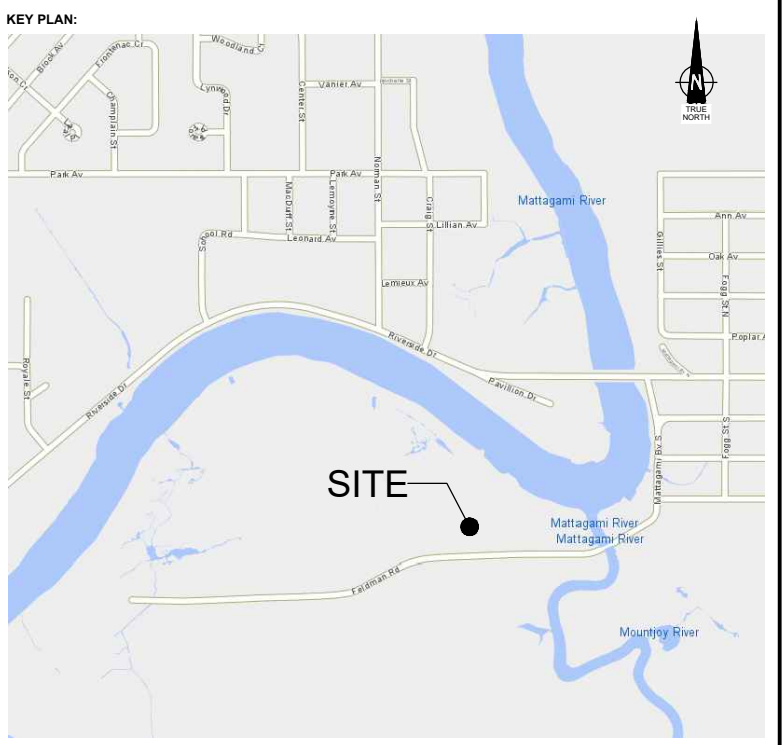 KEY PLAN:
N
TRUE
NORTH
Block Av
Frontenac Cr
Woodland Cr
Champlain St
Lynwood Dr
Center St
Vanier Av
Norman St
Park Av
Park Av
MacDuff St
Lemoyne St
Craig St
Lillian Av
School Rd
Leonard Av
Lemieux Av
Mattagami River
Ann Av
Gillies St
Oak Av
Fogg St N
Poplar A
Riverside Dr
Pavillion Dr
Royale St
Riverside Dr
Mattagami Bv S
Fogg St S
SITE
Mattagami River
Mattagami River
Feldman Rd
Mountjoy River